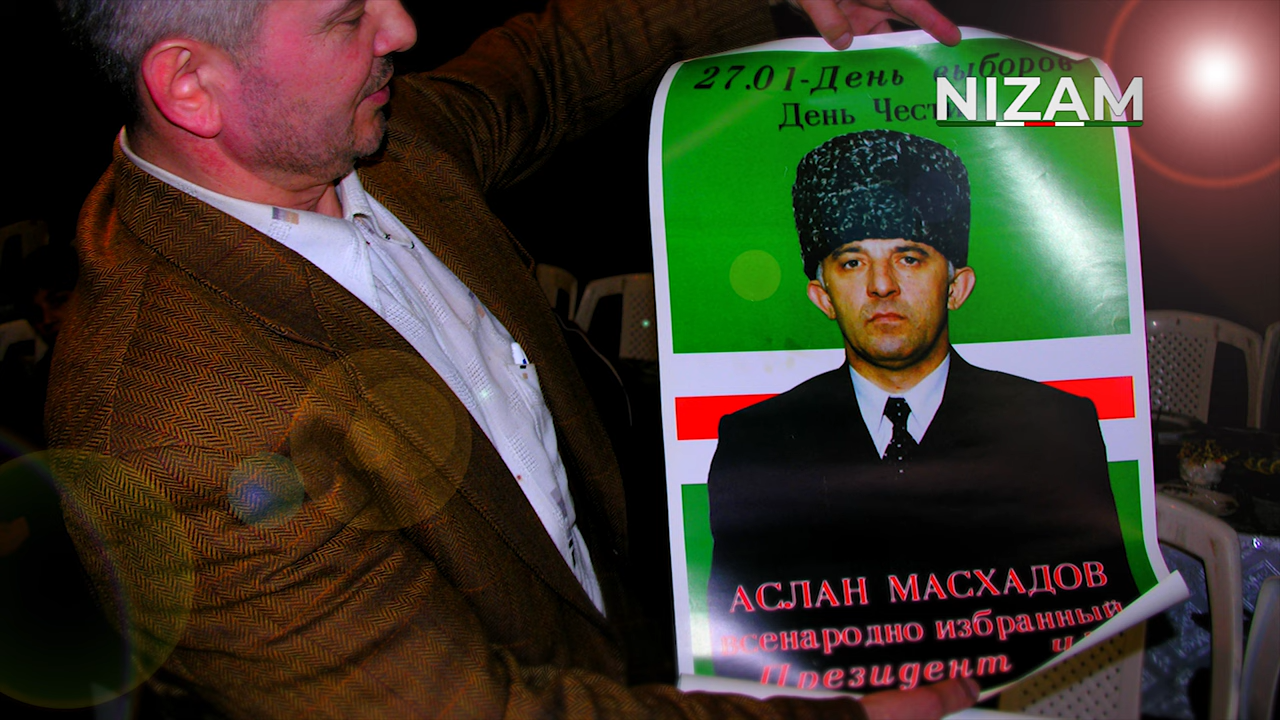 27.01-День выборов
День Чест
NIZAM
АСЛАН МАСХАДОВ
всенародно избранный
Президент